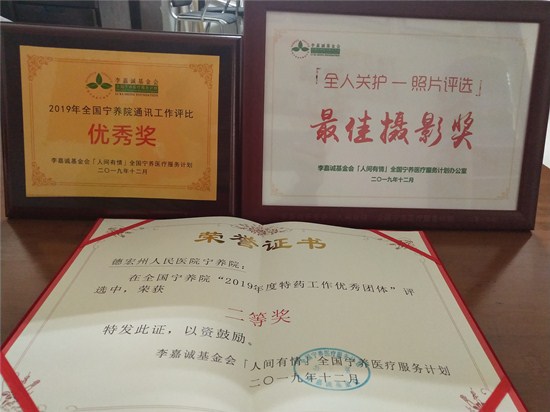 李嘉诚基金会
2019年全国宁养院通讯工作评比
优秀奖
李嘉诚基金会「人间有情」全国宁养医疗服务计划
二〇一九年十二月
李嘉诚基金会
「全人关护一照片评选」
最佳摄影奖
李嘉诚基金会「人间有情」全国宁养医疗服务计划办公室
二〇一九年十二月
荣誉证书
德宏州人民医院宁养院:
在全国宁养院“2019年度特药工作优秀团体”评
选中,荣获
二等奖
特发此证,以资鼓励。
李嘉诚基金会「人间有情」全国宁养医疗服务计划
二〇一九年十二月